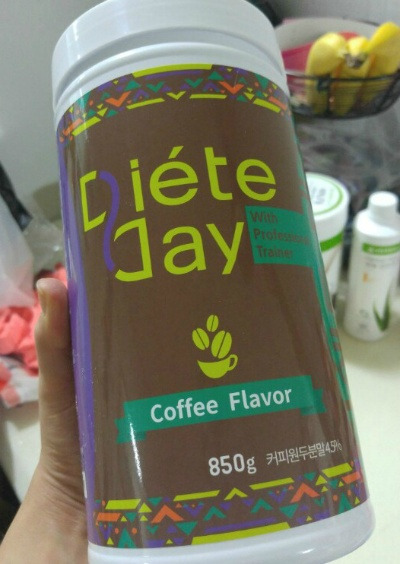 Diéte
Day
With
Professional
Trainer
Coffee Flavor
850g 커피원두분말4.5%